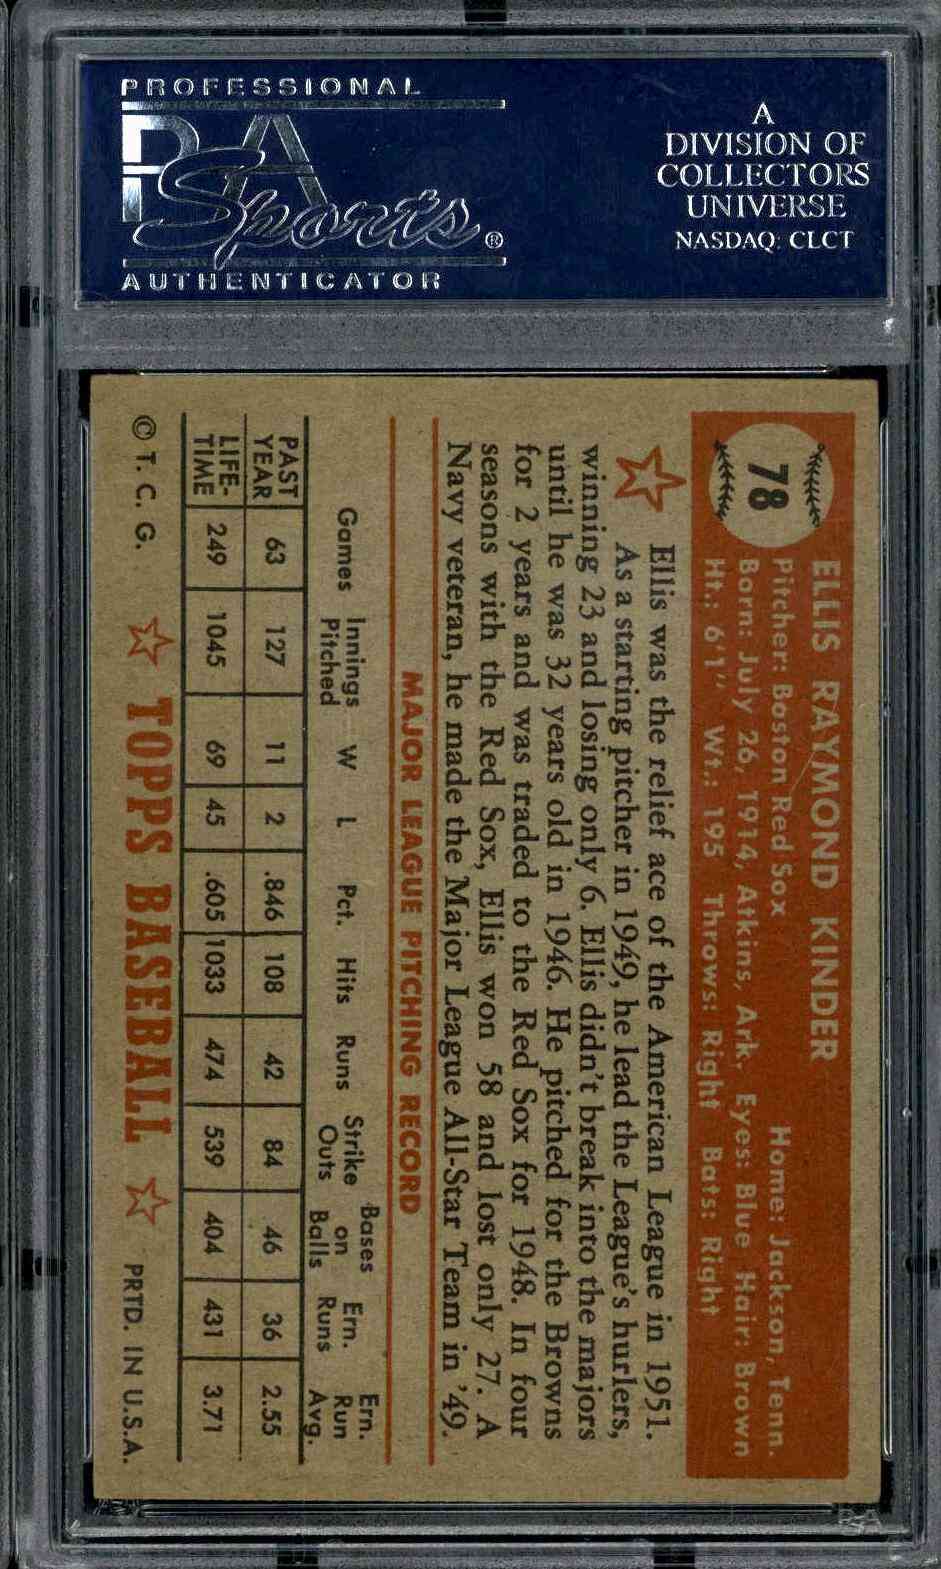 PROFESSIONAL
PSA
Sports®
AUTHENTICATOR
A
DIVISION OF
COLLECTORS
UNIVERSE
NASDAQ: CLCT
78
ELLIS RAYMOND KINDER
Pitcher: Boston Red Sox Home: Jackson, Tenn.
Born: July 26, 1914, Atkins, Ark. Eyes: Blue Hair: Brown
Ht.: 6'1" Wt.: 195 Throws: Right Bats: Right
Ellis was the relief ace of the American League in 1951.
As a starting pitcher in 1949, he lead the League's hurlers,
winning 23 and losing only 6. Ellis didn't break into the majors
until he was 32 years old in 1946. He pitched for the Browns
for 2 years and was traded to the Red Sox for 1948. In four
seasons with the Red Sox, Ellis won 58 and lost only 27. A
Navy veteran, he made the Major League All-Star Team in '49.
MAJOR LEAGUE PITCHING RECORD
Games Innings Pitched W L Pct. Hits Runs Strike Outs Bases on Balls Ern. Runs Ern. Run Avg.
PAST YEAR 63 127 11 2 .846 108 42 84 46 36 2.55
LIFE-TIME 249 1045 69 45 .605 1033 474 539 404 431 3.71
© T. C. G. TOPPS BASEBALL PRTD. IN U.S.A.
PSA